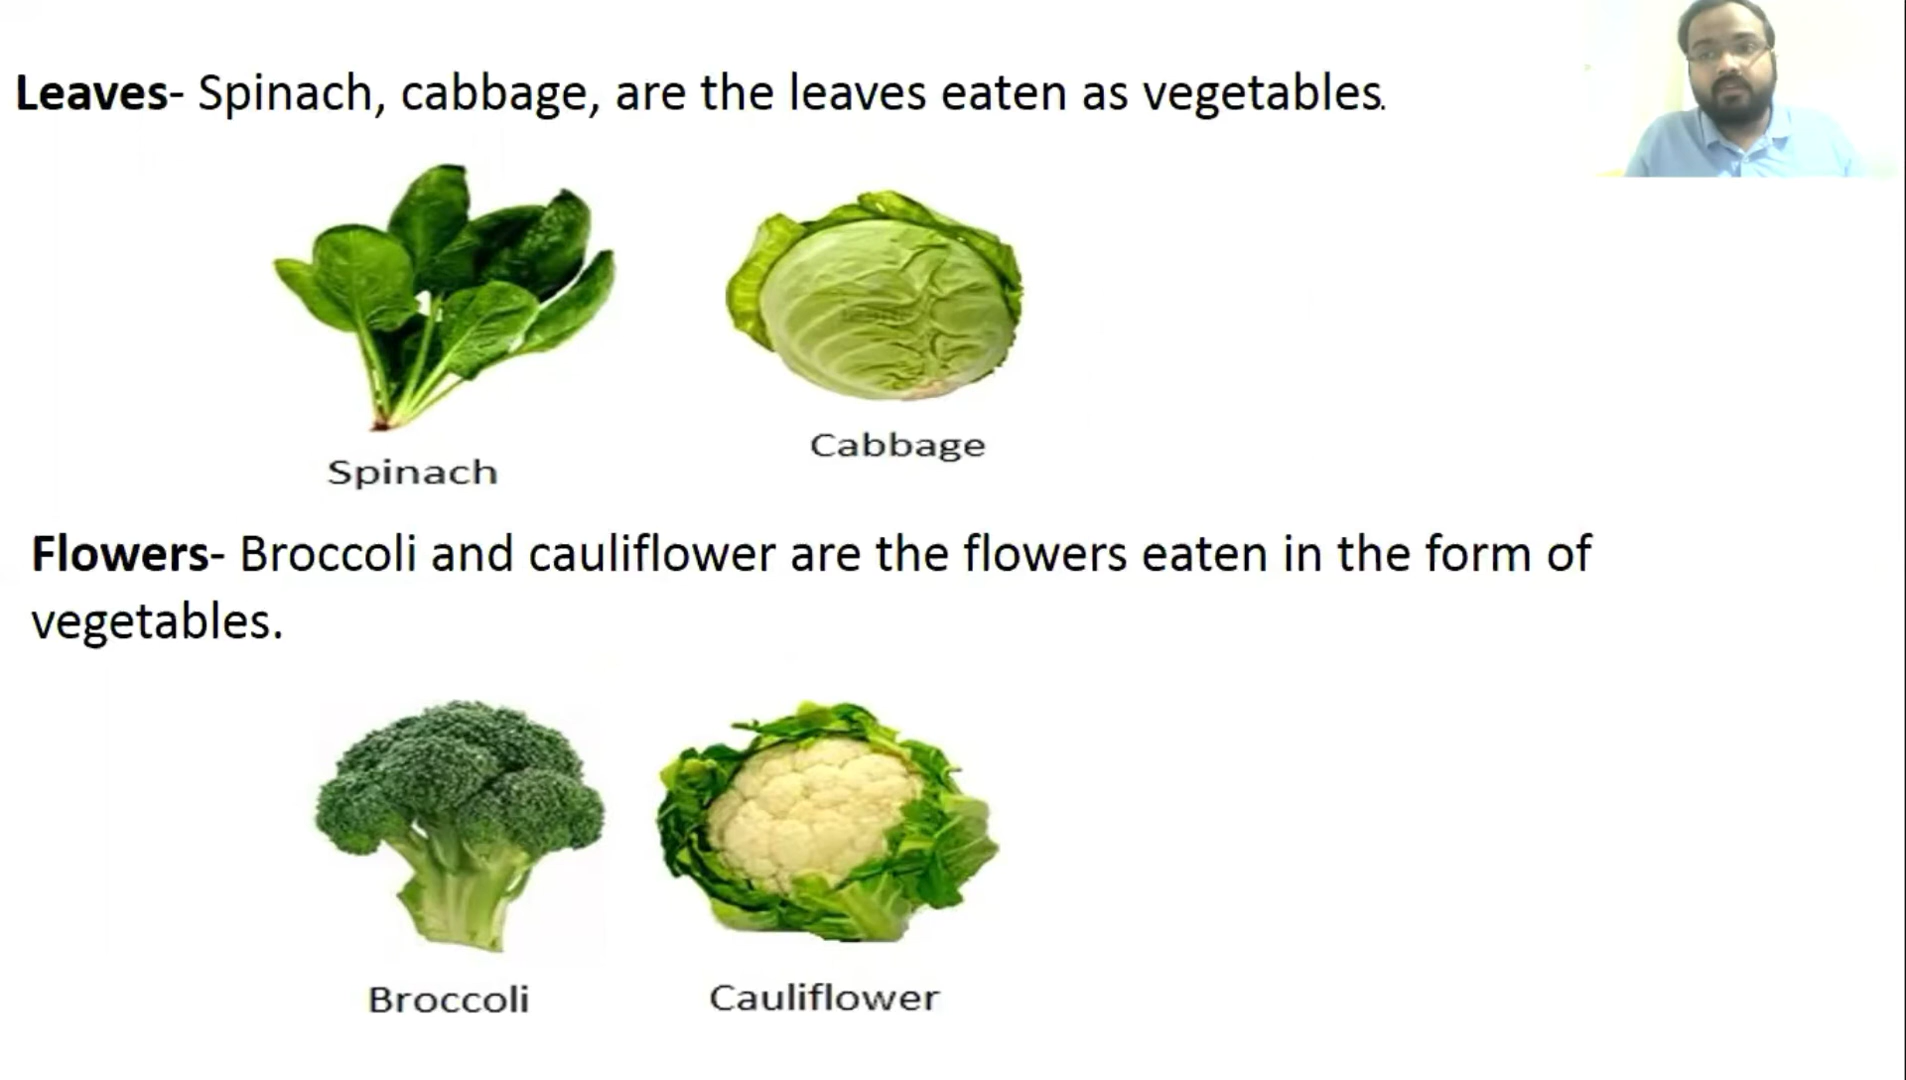 Leaves- Spinach, cabbage, are the leaves eaten as vegetables.
Spinach
Cabbage
Flowers- Broccoli and cauliflower are the flowers eaten in the form of
vegetables.
Broccoli
Cauliflower